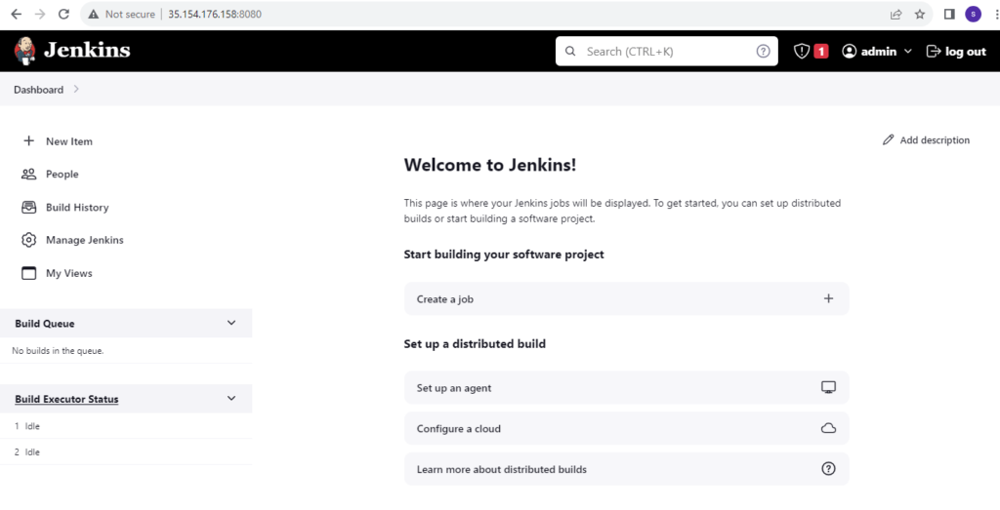 Not secure | 35.154.176.158:8080
S
Jenkins
Search (CTRL+K)
1
admin
log out
Dashboard
New Item
People
Build History
Manage Jenkins
My Views
Build Queue
No builds in the queue.
Build Executor Status
1 Idle
2 Idle
Add description
Welcome to Jenkins!
This page is where your Jenkins jobs will be displayed. To get started, you can set up distributed
builds or start building a software project.
Start building your software project
Create a job
Set up a distributed build
Set up an agent
Configure a cloud
Learn more about distributed builds